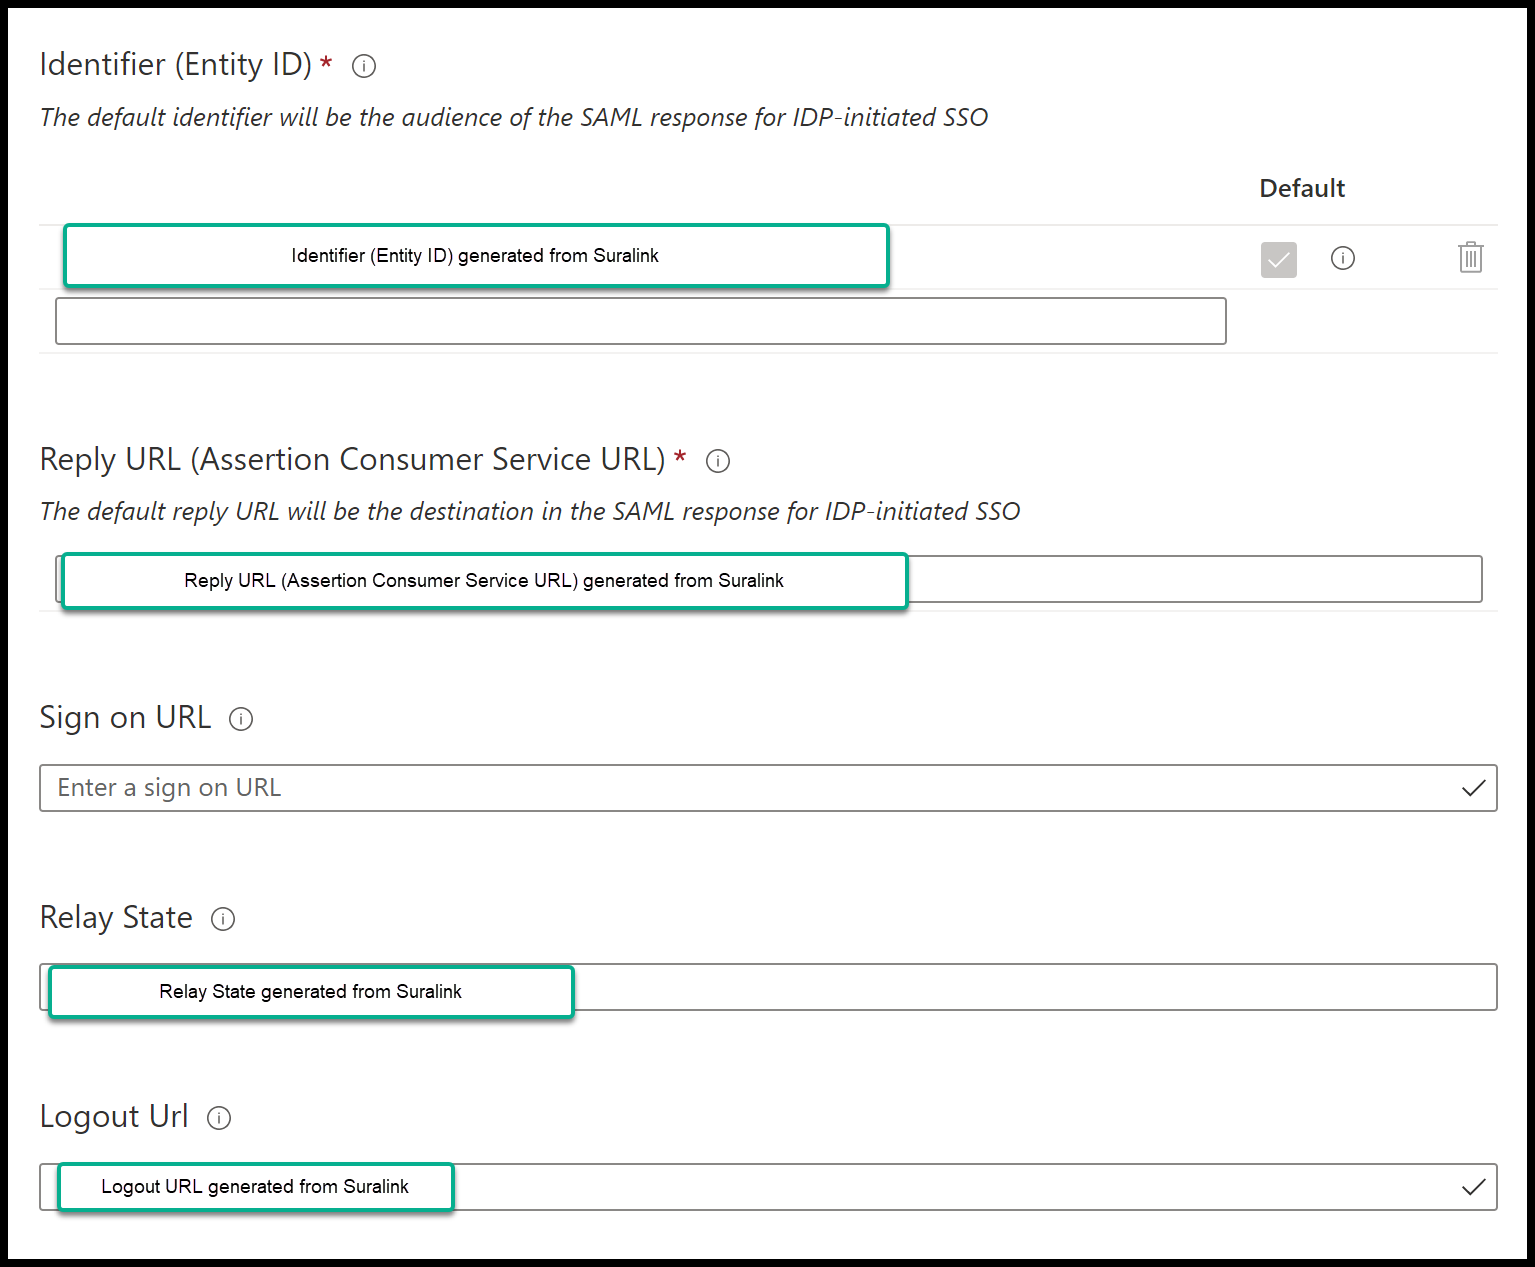 Identifier (Entity ID) *
The default identifier will be the audience of the SAML response for IDP-initiated SSO
Default
Identifier (Entity ID) generated from Suralink
Reply URL (Assertion Consumer Service URL) *
The default reply URL will be the destination in the SAML response for IDP-initiated SSO
Reply URL (Assertion Consumer Service URL) generated from Suralink
Sign on URL
Enter a sign on URL
Relay State
Relay State generated from Suralink
Logout Url
Logout URL generated from Suralink